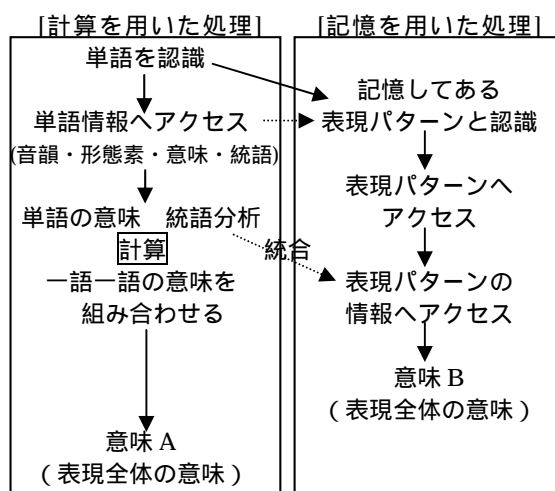 [計算を用いた処理]
単語を認識
単語情報へアクセス
(音韻・形態素・意味・統語)
単語の意味 統語分析
計算
一語一語の意味を
組み合わせる
意味 A
(表現全体の意味)
統合
[記憶を用いた処理]
記憶してある
表現パターンと認識
表現パターンへ
アクセス
表現パターンの
情報へアクセス
意味 B
(表現全体の意味)